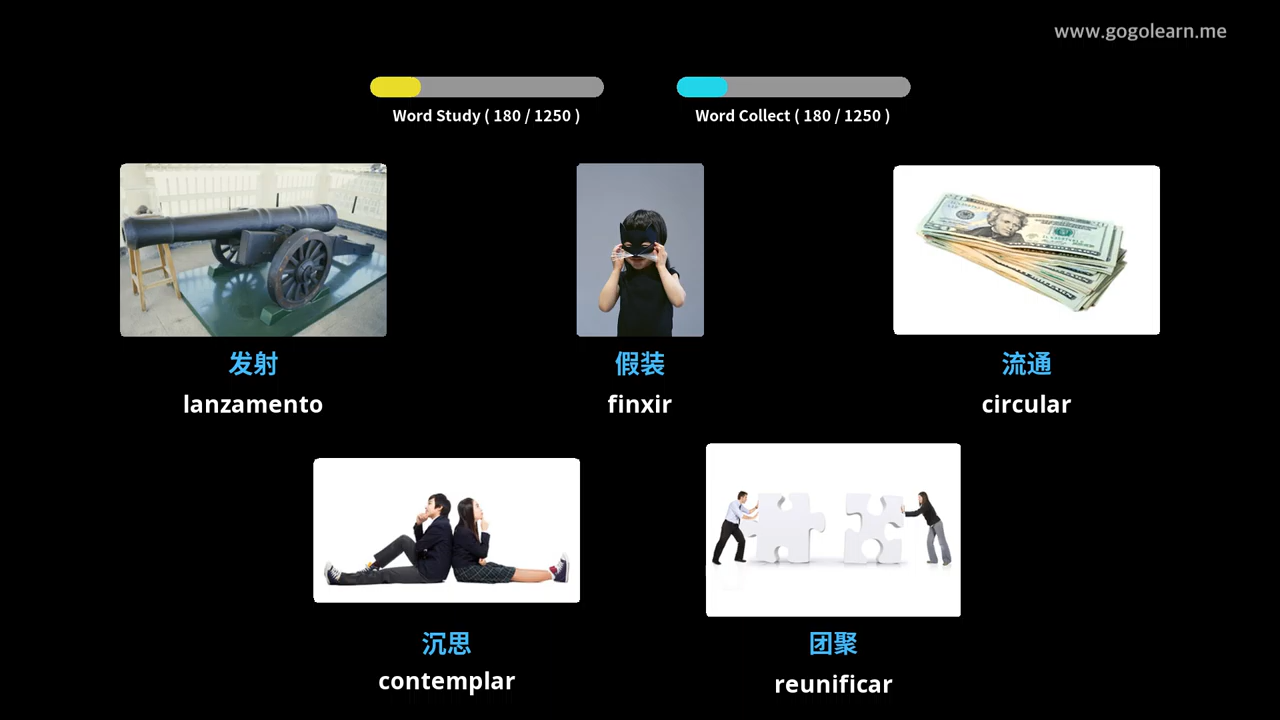 www.gogolearn.me
Word Study ( 180 / 1250 )
Word Collect ( 180 / 1250 )
发射
lanzamento
假装
finxir
流通
circular
沉思
contemplar
团聚
reunificar